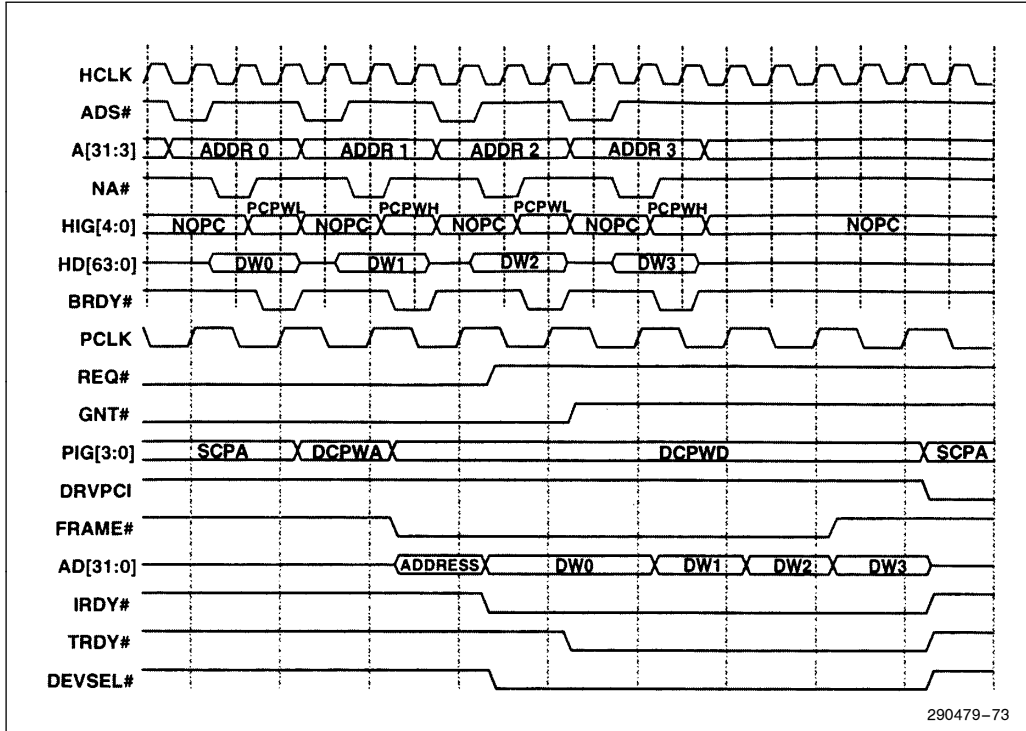 HCLK
ADS#
A[31:3] ADDR 0 ADDR 1 ADDR 2 ADDR 3
NA#
PCPWL PCPWH PCPWL PCPWH
HIG[4:0] NOPC NOPC NOPC NOPC NOPC
HD[63:0] DW0 DW1 DW2 DW3
BRDY#
PCLK
REQ#
GNT#
PIG[3:0] SCPA DCPWA DCPWD SCPA
DRVPCI
FRAME#
AD[31:0] ADDRESS DW0 DW1 DW2 DW3
IRDY#
TRDY#
DEVSEL#
290479–73